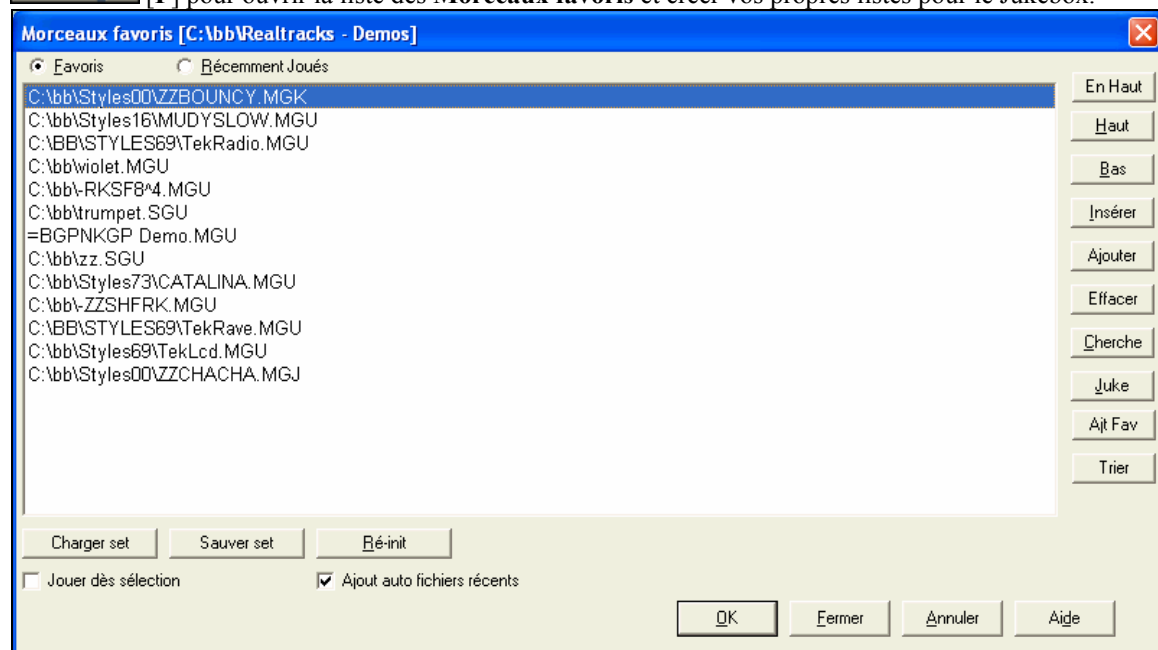 [F] pour ouvrir la liste des Morceaux favoris et créer vos propres listes pour le Jukebox.
Morceaux favoris [C:\bb\Realtracks - Demos]
Favoris Récemment Joués
C:\bb\Styles00\ZZBOUNCY.MGK
C:\bb\Styles16\MUDYSLOW.MGU
C:\BB\STYLES69\TekRadio.MGU
C:\bb\violet.MGU
C:\bb\-RKSF8^4.MGU
C:\bb\trumpet.SGU
=BGPNKGP Demo.MGU
C:\bb\zz.SGU
C:\bb\Styles73\CATALINA.MGU
C:\bb\-ZZSHFRK.MGU
C:\BB\STYLES69\TekRave.MGU
C:\bb\Styles69\TekLcd.MGU
C:\bb\Styles00\ZZCHACHA.MGJ
En Haut
Haut
Bas
Insérer
Ajouter
Effacer
Cherche
Juke
Ajt Fav
Trier
Charger set Sauver set Ré-init
Jouer dès sélection Ajout auto fichiers récents
OK Fermer Annuler Aide